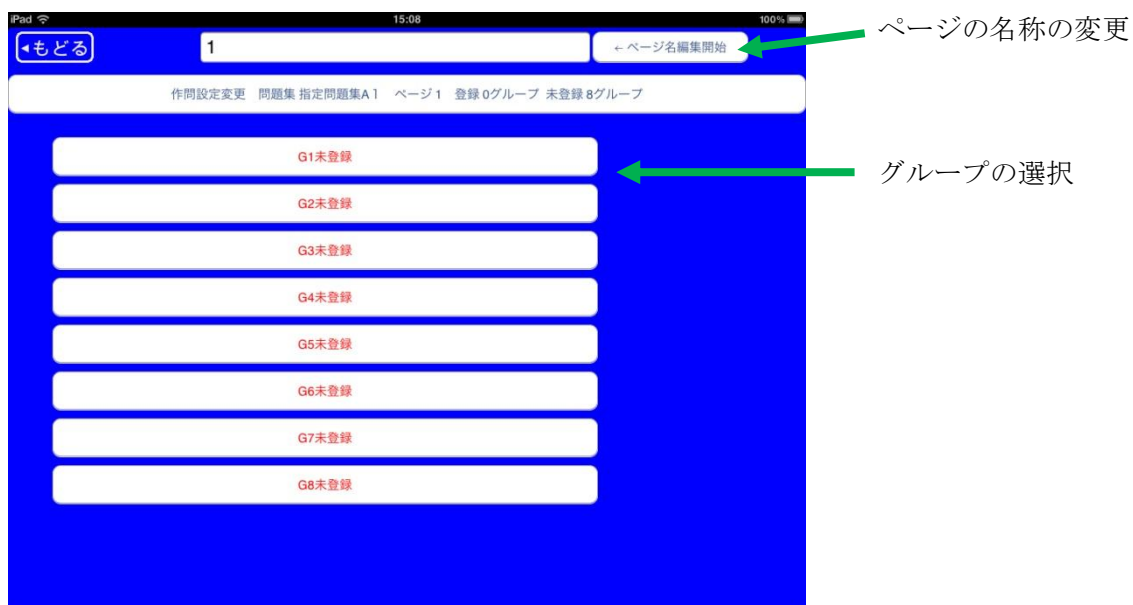 iPad 15:08 100%
◂もどる 1 ←ページ名編集開始
ページの名称の変更
作問設定変更 問題集 指定問題集A1 ページ1 登録0グループ 未登録8グループ
G1未登録
グループの選択
G2未登録
G3未登録
G4未登録
G5未登録
G6未登録
G7未登録
G8未登録